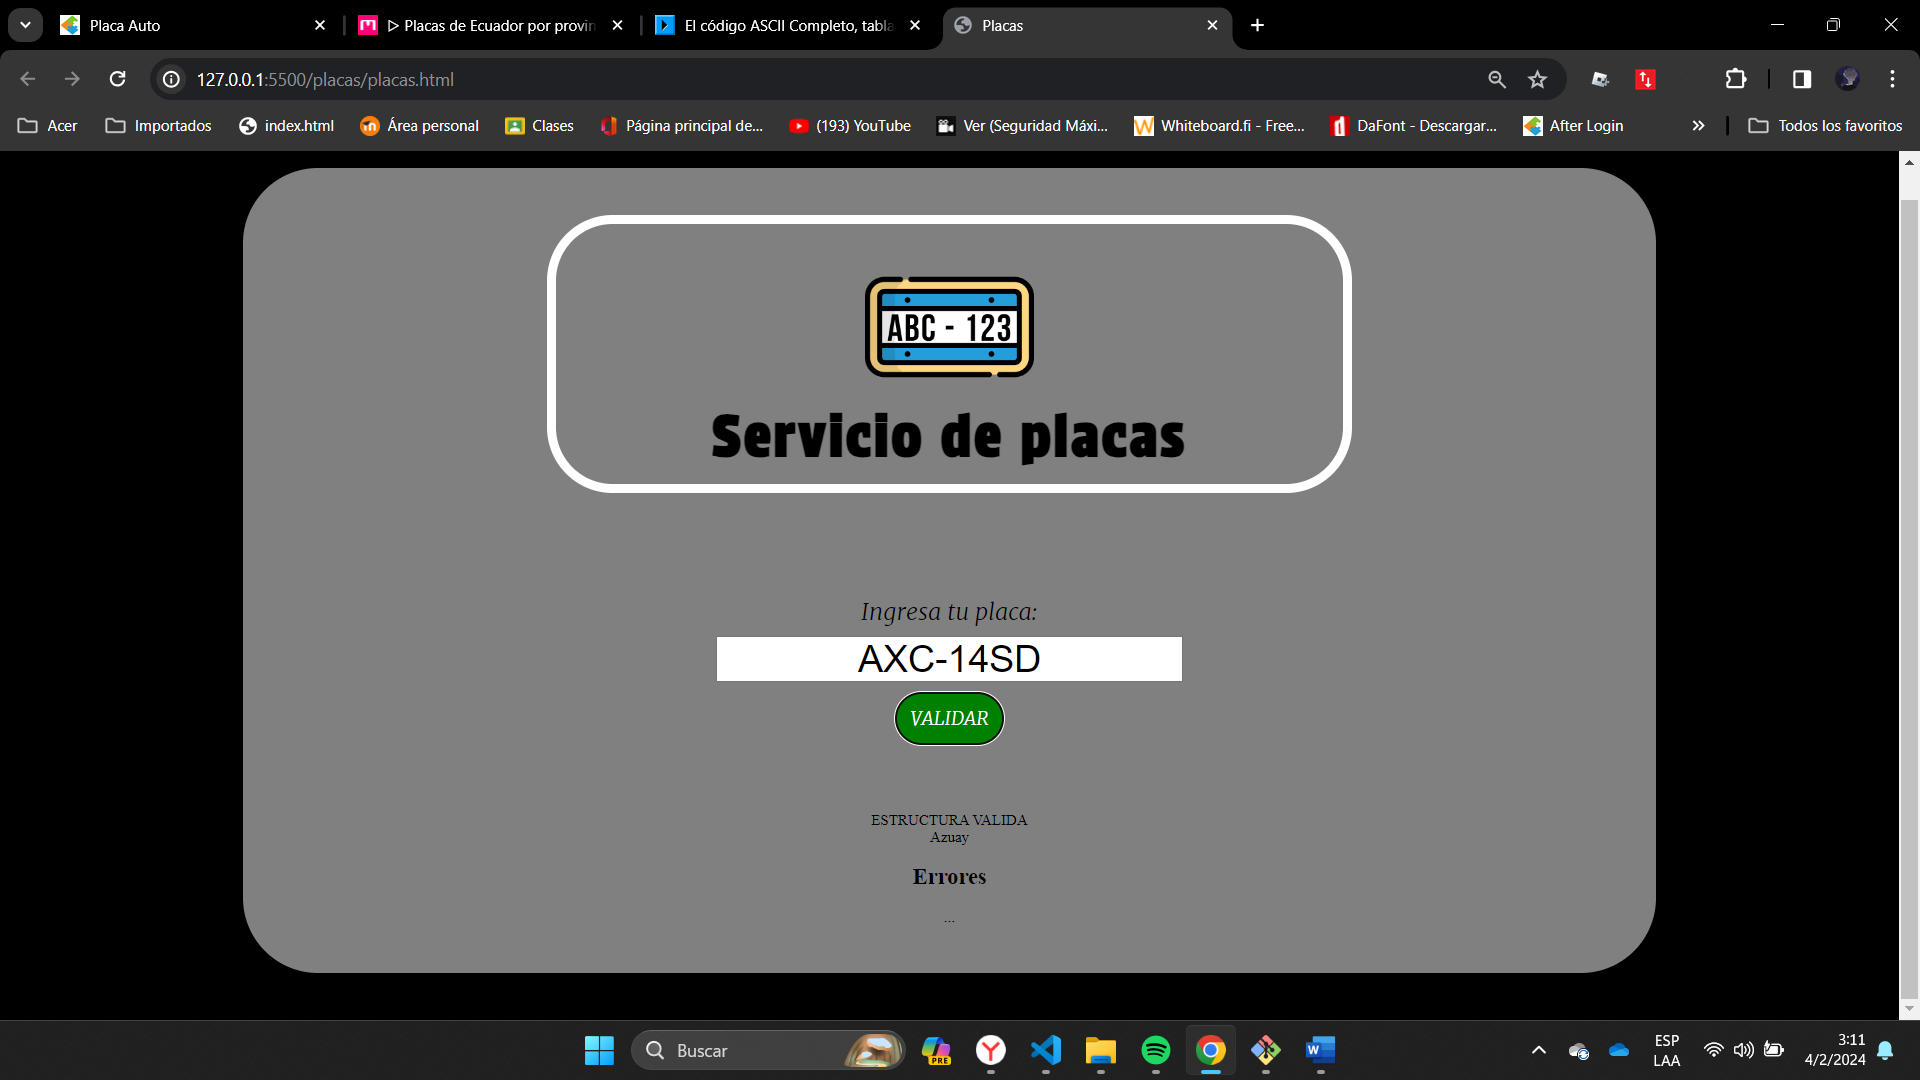 Placa Auto
ᐅ Placas de Ecuador por provin
El código ASCII Completo, tabla
Placas
127.0.0.1:5500/placas/placas.html
Acer
Importados
index.html
Área personal
Clases
Página principal de...
(193) YouTube
Ver (Seguridad Máxi...
Whiteboard.fi - Free...
DaFont - Descargar...
After Login
»
Todos los favoritos
ABC - 123
Servicio de placas
Ingresa tu placa:
AXC-14SD
VALIDAR
ESTRUCTURA VALIDA
Azuay
Errores
...
Buscar
PRE
ESP
LAA
3:11
4/2/2024